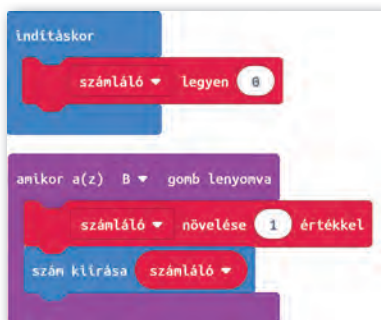 indításkor
számláló legyen 0
amikor a(z) B gomb lenyomva
számláló növelése 1 értékkel
szám kiírása számláló